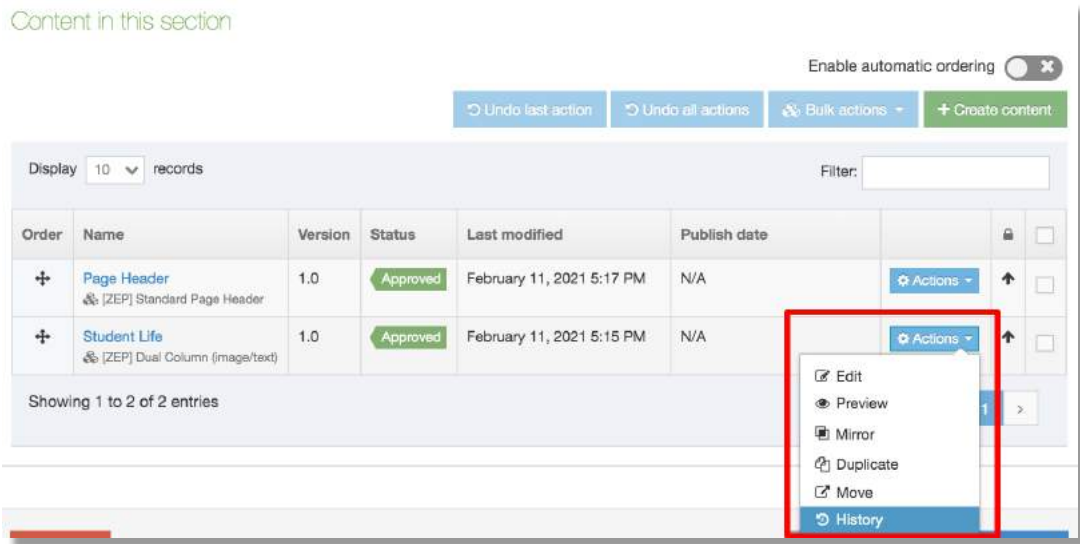 Content in this section
Enable automatic ordering
Undo last action Undo all actions Bulk actions + Create content
Display 10 records Filter:
Order Name Version Status Last modified Publish date
Page Header 1.0 Approved February 11, 2021 5:17 PM N/A Actions
[ZEP] Standard Page Header
Student Life 1.0 Approved February 11, 2021 5:15 PM N/A Actions
[ZEP] Dual Column (image/text)
Edit
Showing 1 to 2 of 2 entries 1 >
Preview
Mirror
Duplicate
Move
History